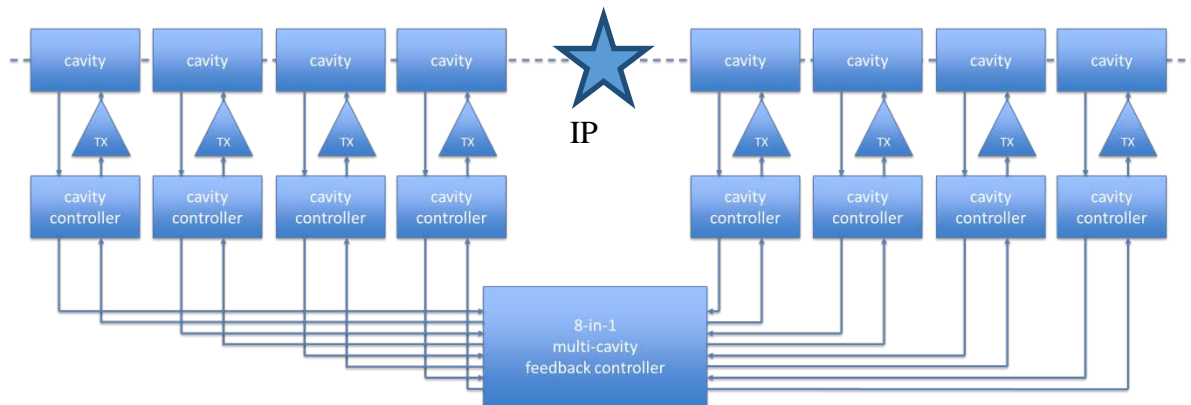 cavity cavity cavity cavity cavity cavity cavity cavity
IP
TX TX TX TX TX TX TX TX
cavity cavity cavity cavity cavity cavity cavity cavity
controller controller controller controller controller controller controller controller
8-in-1
multi-cavity
feedback controller